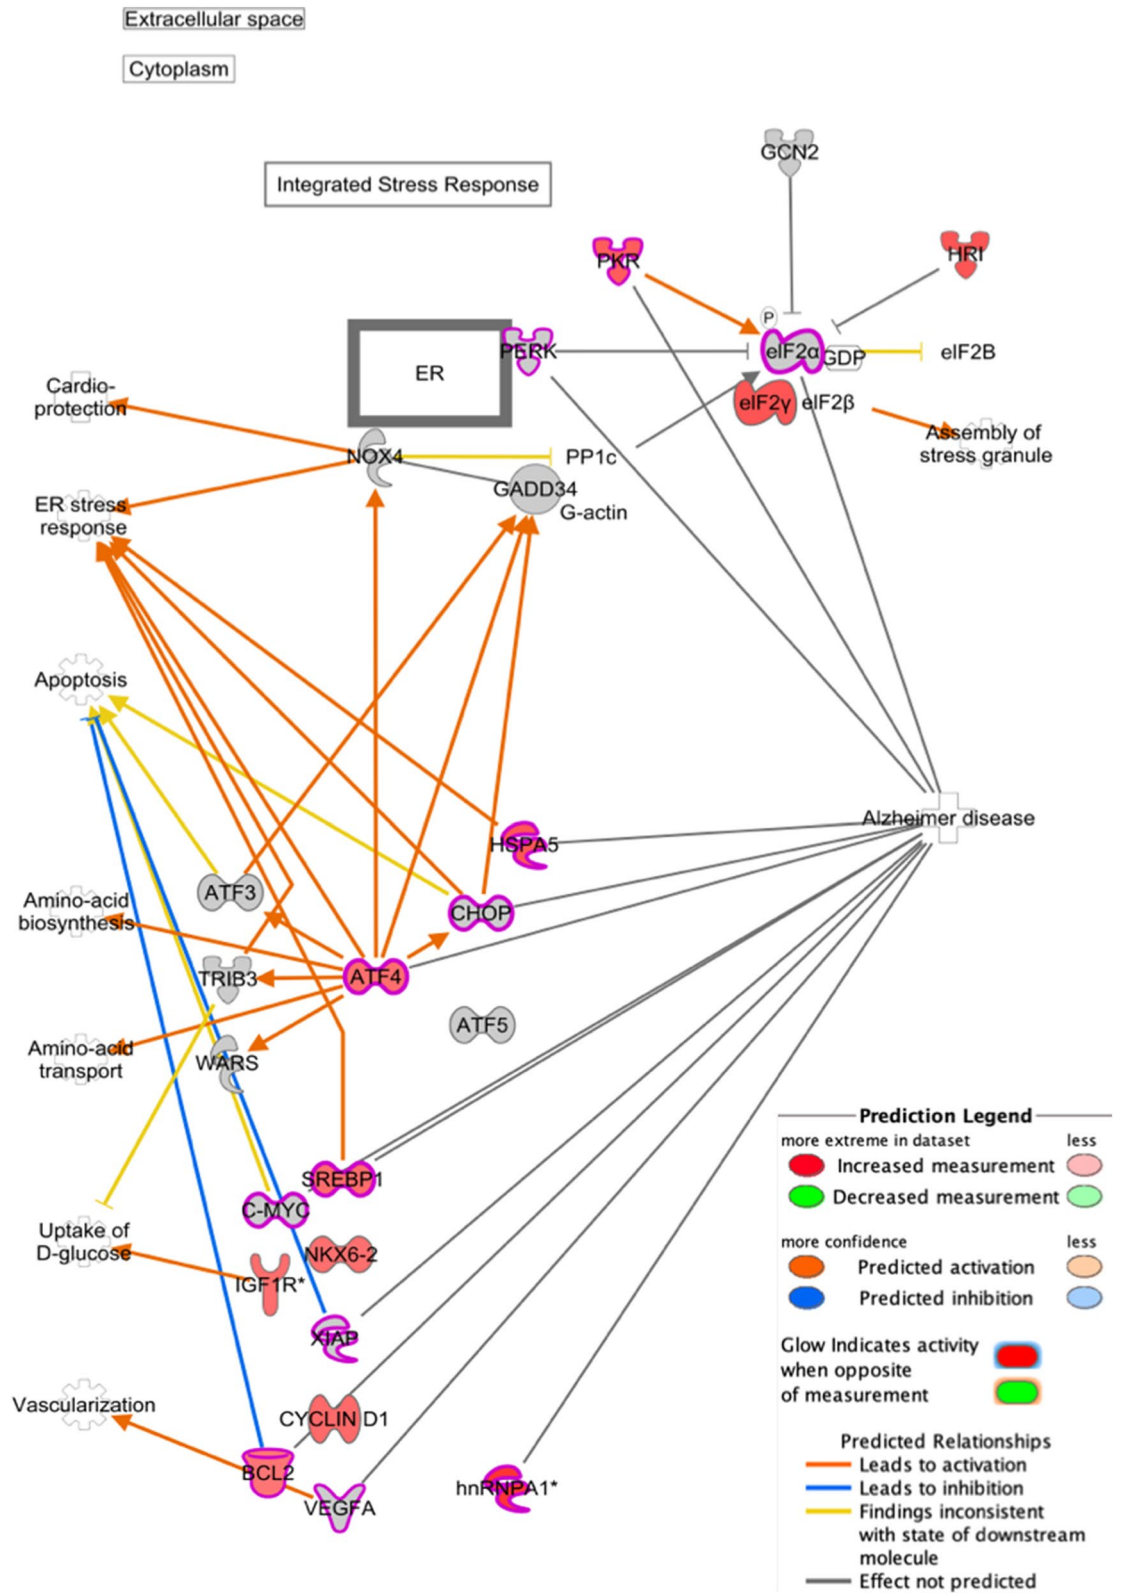 Extracellular space
Cytoplasm
GCN2
Integrated Stress Response
PKR
HRI
P
PERK
eIF2α
GDP
eIF2B
ER
Cardio-
protection
eIF2γ
eIF2β
Assembly of
stress granule
NOX4
PP1c
GADD34
G-actin
ER stress
response
Apoptosis
Alzheimer disease
HSPA5
ATF3
CHOP
Amino-acid
biosynthesis
TRIB3
ATF4
ATF5
Amino-acid
transport
WARS
SREBP1
C-MYC
Uptake of
D-glucose
NKX6-2
IGF1R*
XIAP
Vascularization
CYCLIN D1
BCL2
VEGFA
hnRNPA1*
Prediction Legend
more extreme in dataset less
Increased measurement
Decreased measurement
more confidence less
Predicted activation
Predicted inhibition
Glow Indicates activity
when opposite
of measurement
Predicted Relationships
Leads to activation
Leads to inhibition
Findings inconsistent
with state of downstream
molecule
Effect not predicted